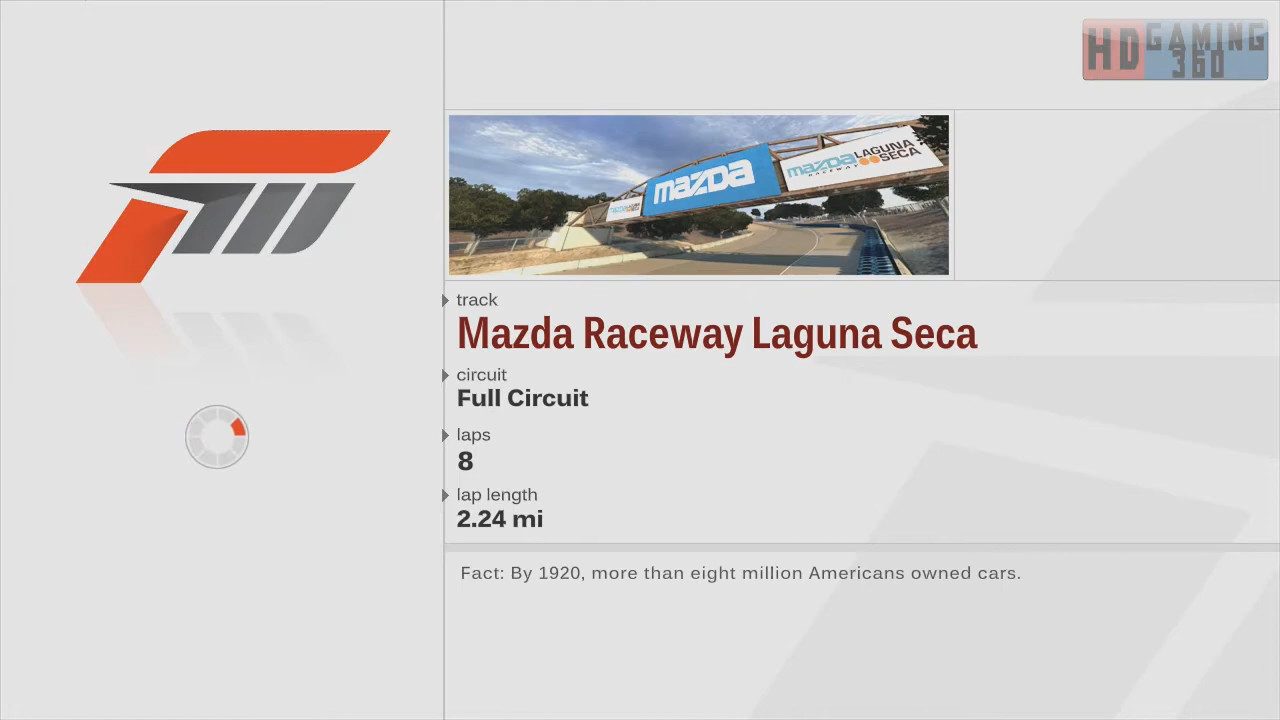 HD GAMING 360
mazda
mazda LAGUNA SECA
RACEWAY
track
Mazda Raceway Laguna Seca
circuit
Full Circuit
laps
8
lap length
2.24 mi
Fact: By 1920, more than eight million Americans owned cars.